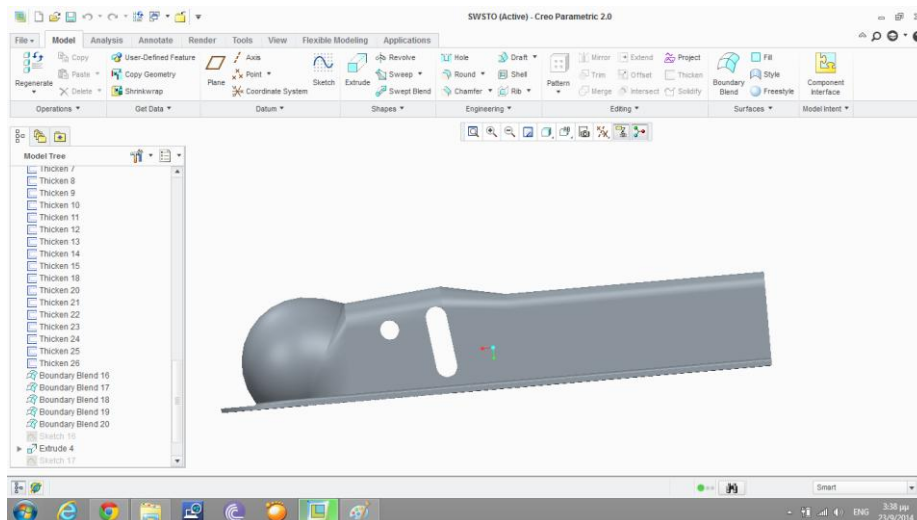 SWSTO (Active) - Creo Parametric 2.0
File Model Analysis Annotate Render Tools View Flexible Modeling Applications
Copy User-Defined Feature Axis Revolve Hole Draft Mirror Extend Project Fill
Regenerate Paste Copy Geometry Plane Point Sketch Extrude Sweep Round Shell Pattern Trim Offset Thicken Boundary Blend Style Component Interface
Delete Shrinkwrap Coordinate System Swept Blend Chamfer Rib Merge Intersect Solidify Freestyle
Operations Get Data Datum Shapes Engineering Editing Surfaces Model Intent
Model Tree
Thicken 7
Thicken 8
Thicken 9
Thicken 10
Thicken 11
Thicken 12
Thicken 13
Thicken 14
Thicken 15
Thicken 18
Thicken 20
Thicken 21
Thicken 22
Thicken 23
Thicken 24
Thicken 25
Thicken 26
Boundary Blend 16
Boundary Blend 17
Boundary Blend 18
Boundary Blend 19
Boundary Blend 20
Sketch 16
Extrude 4
Sketch 17
Smart
ENG 3:38 μμ
23/9/2014